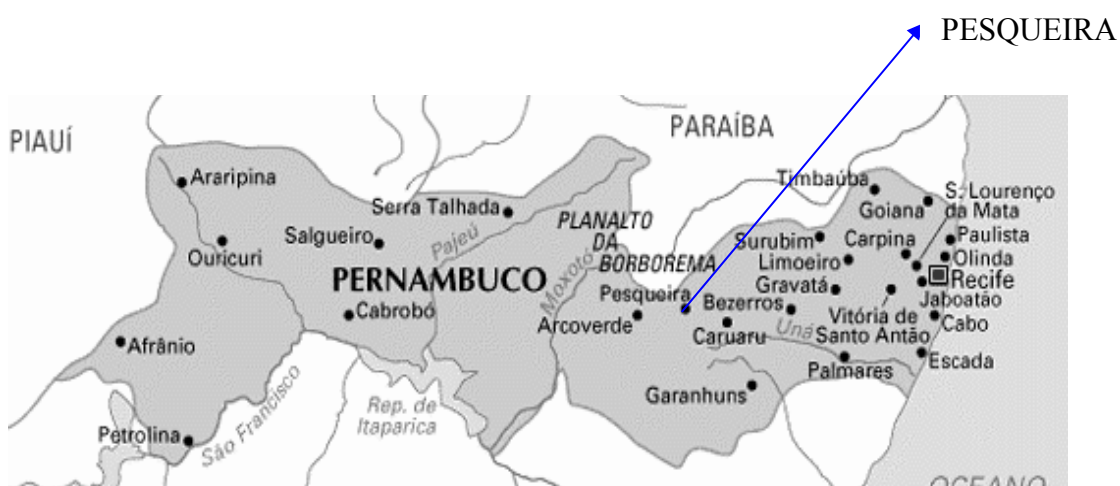 PESQUEIRA
PIAUÍ
PARAÍBA
Araripina
Timbaúba
S. Lourenço
da Mata
Goiana
Serra Talhada
PLANALTO
DA
BORBOREMA
Salgueiro
Pajeú
Surubim
Carpina
Paulista
Ouricuri
Limoeiro
Olinda
PERNAMBUCO
Moxotó
Recife
Pesqueira
Gravatá
Bezerros
Jaboatão
Cabrobó
Arcoverde
Vitória de
Santo Antão
Cabo
Caruaru
Uná
Afrânio
Palmares
Escada
Garanhuns
Rep. de
Itaparica
São Francisco
Petrolina
OCEANO